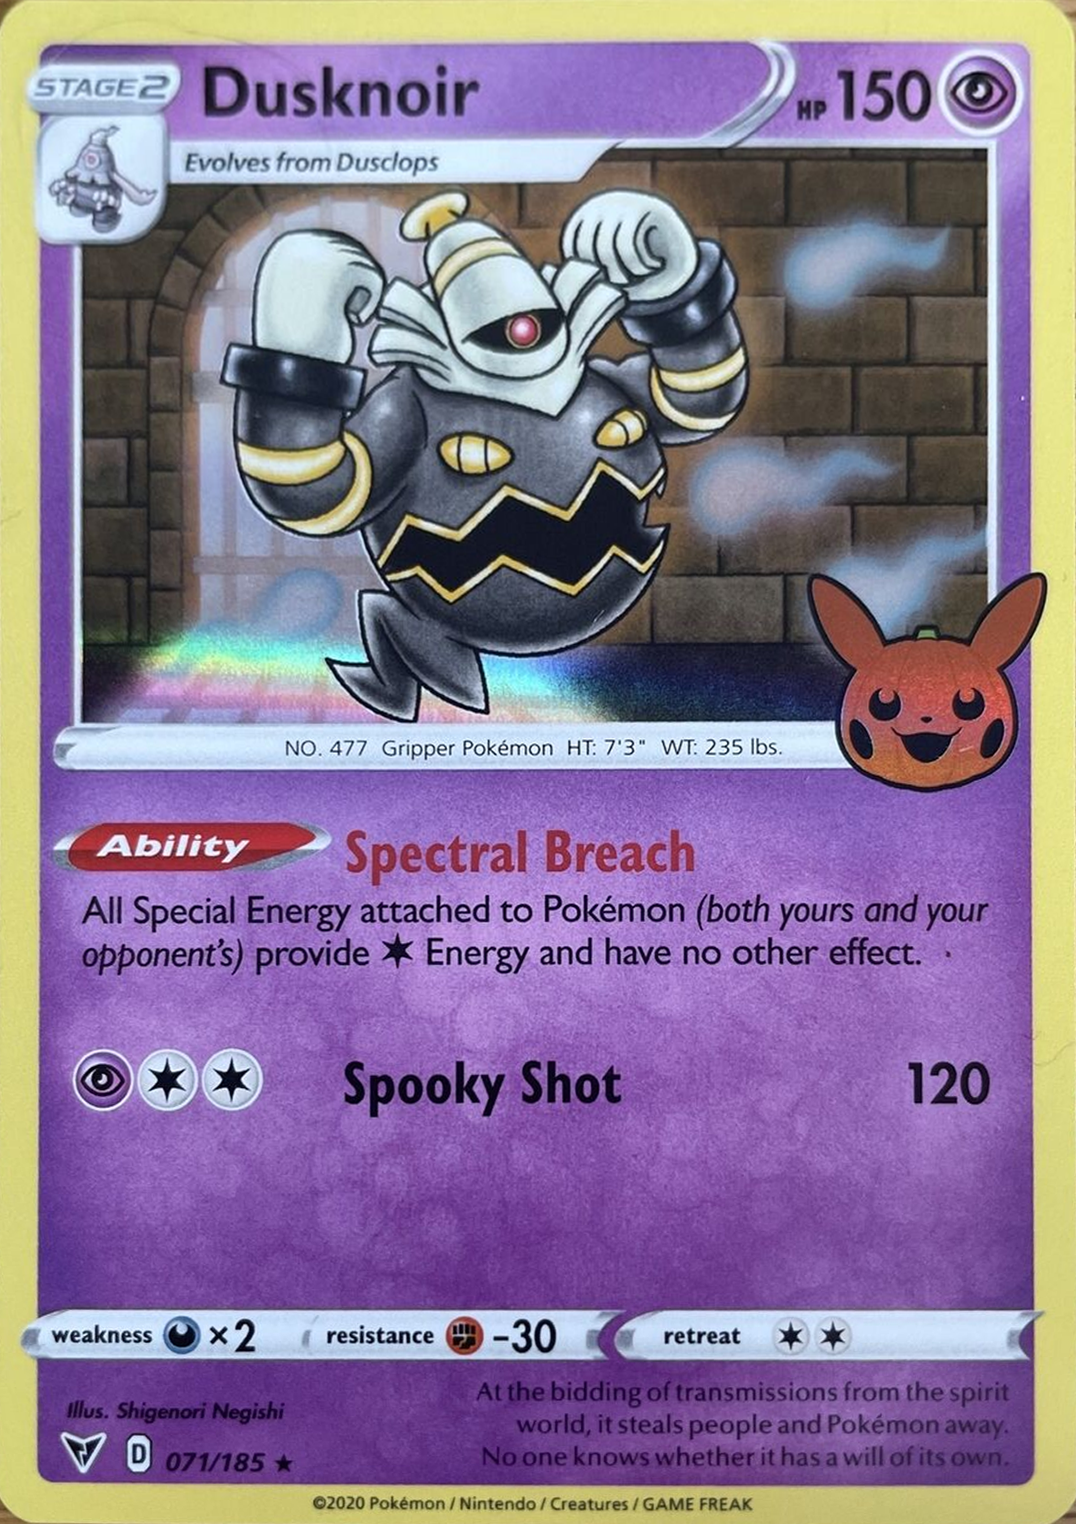 STAGE2
Dusknoir
HP 150
Evolves from Dusclops
NO. 477 Gripper Pokémon HT: 7'3" WT: 235 lbs.
Ability Spectral Breach
All Special Energy attached to Pokémon (both yours and your
opponent's) provide Energy and have no other effect.
Spooky Shot 120
weakness ×2 resistance -30 retreat
At the bidding of transmissions from the spirit
world, it steals people and Pokémon away.
No one knows whether it has a will of its own.
Illus. Shigenori Negishi
D 071/185 ★
©2020 Pokémon / Nintendo / Creatures / GAME FREAK